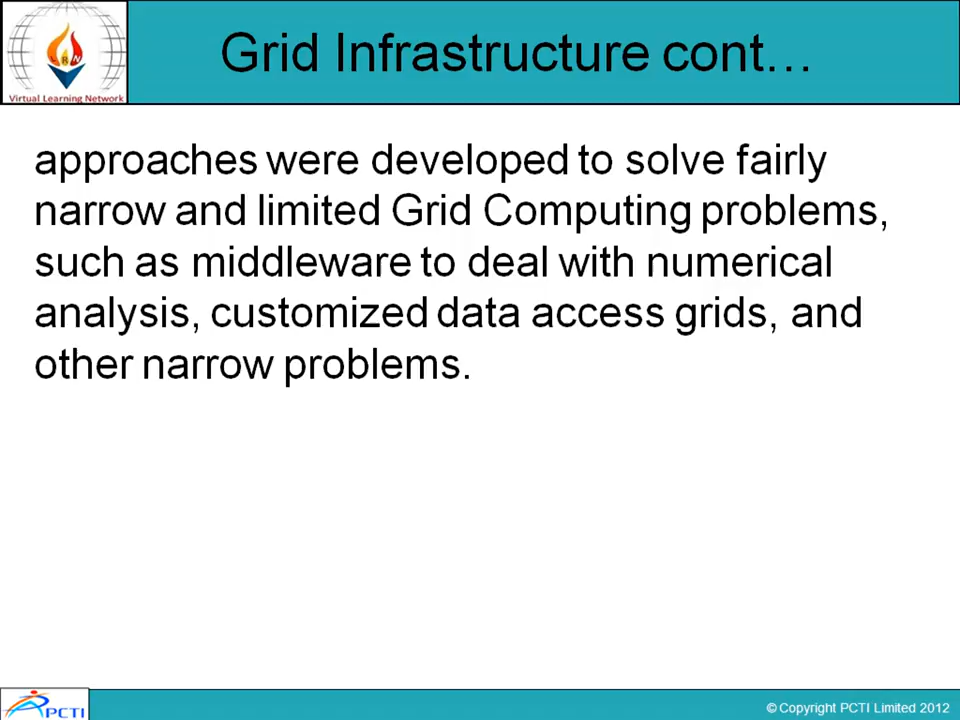 Grid Infrastructure cont...
Virtual Learning Network
approaches were developed to solve fairly
narrow and limited Grid Computing problems,
such as middleware to deal with numerical
analysis, customized data access grids, and
other narrow problems.
PCTI
© Copyright PCTI Limited 2012